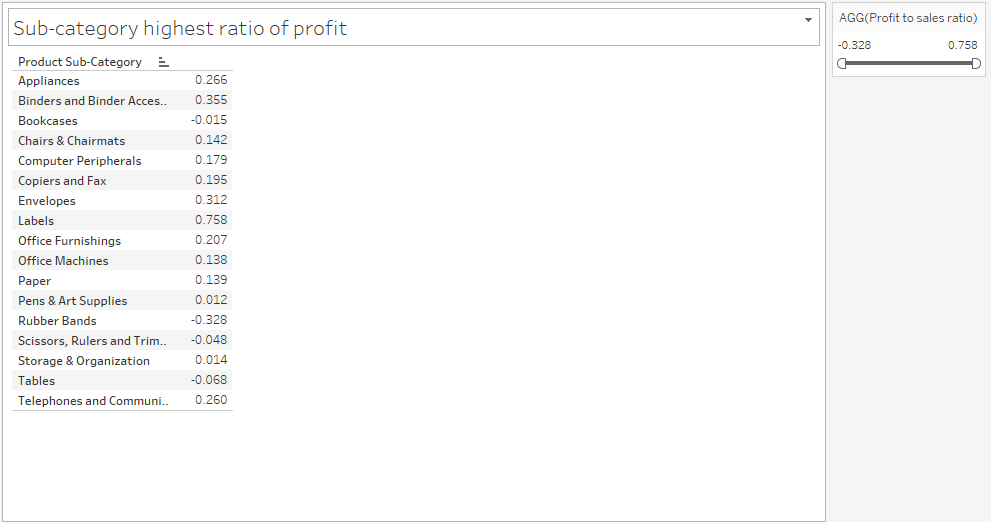 Sub-category highest ratio of profit
AGG(Profit to sales ratio)
-0.328 0.758
Product Sub-Category
Appliances 0.266
Binders and Binder Acces.. 0.355
Bookcases -0.015
Chairs & Chairmats 0.142
Computer Peripherals 0.179
Copiers and Fax 0.195
Envelopes 0.312
Labels 0.758
Office Furnishings 0.207
Office Machines 0.138
Paper 0.139
Pens & Art Supplies 0.012
Rubber Bands -0.328
Scissors, Rulers and Trim.. -0.048
Storage & Organization 0.014
Tables -0.068
Telephones and Communi.. 0.260